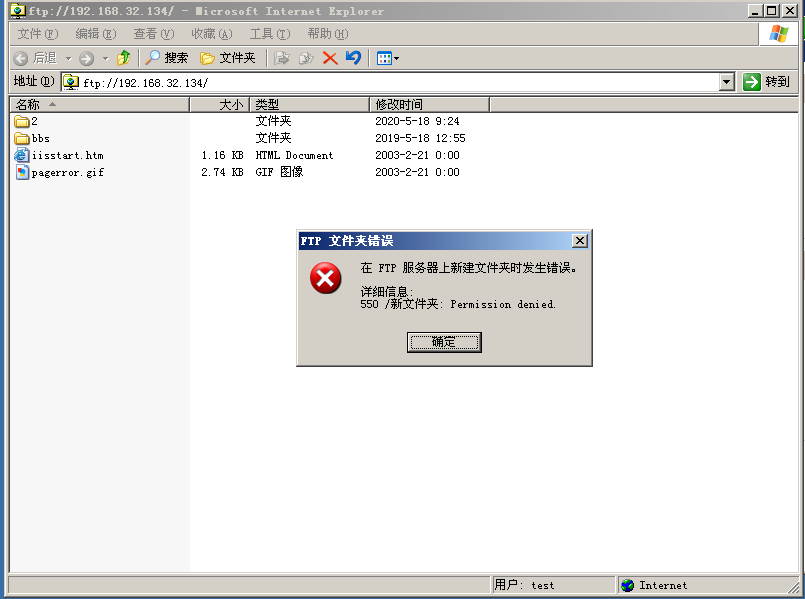 ftp://192.168.32.134/ - Microsoft Internet Explorer
文件(F) 编辑(E) 查看(V) 收藏(A) 工具(T) 帮助(H)
后退 搜索 文件夹
地址(D) ftp://192.168.32.134/ 转到
名称 大小 类型 修改时间
2 文件夹 2020-5-18 9:24
bbs 文件夹 2019-5-18 12:55
iisstart.htm 1.16 KB HTML Document 2003-2-21 0:00
pagerror.gif 2.74 KB GIF 图像 2003-2-21 0:00
FTP 文件夹错误
在 FTP 服务器上新建文件夹时发生错误。
详细信息:
550 /新文件夹: Permission denied.
确定
用户: test Internet